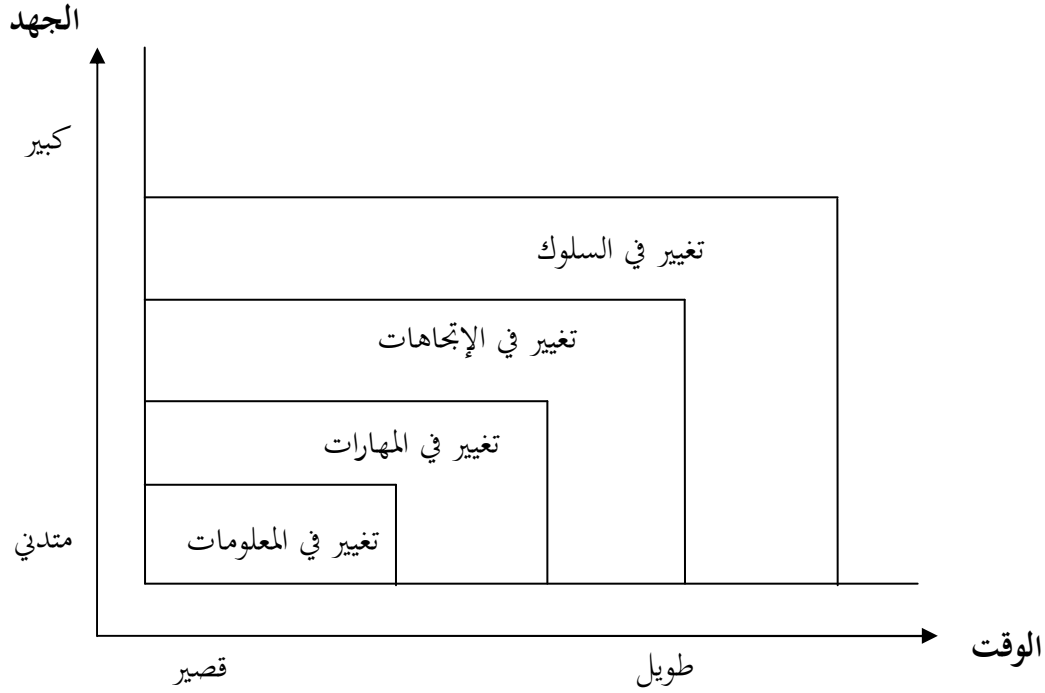 الجهد
كبير
تغيير في السلوك
تغيير في الإتجاهات
تغيير في المهارات
تغيير في المعلومات
متدني
الوقت
طويل
قصير